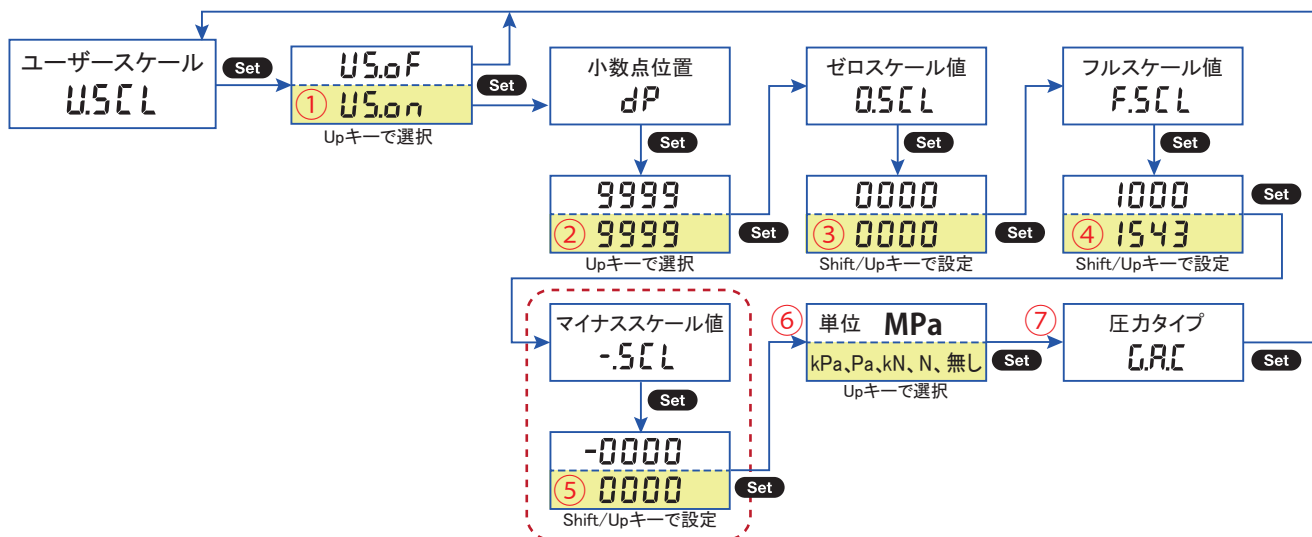 ユーザースケール
U.SCL
Set
US.oF
① US.on
Upキーで選択
Set
小数点位置
dP
Set
9999
② 9999
Upキーで選択
Set
ゼロスケール値
0.SCL
Set
0000
③ 0000
Shift/Upキーで設定
Set
フルスケール値
F.SCL
Set
1000
④ 1543
Shift/Upキーで設定
Set
マイナススケール値
-.SCL
Set
-0000
⑤ 0000
Shift/Upキーで設定
Set
⑥ 単位 MPa
kPa、Pa、kN、N、無し
Upキーで選択
Set
⑦ 圧力タイプ
G.A.C
Set